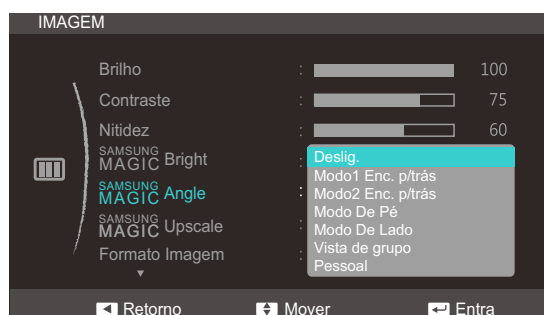 IMAGEM
Brilho : 100
Contraste : 75
Nitidez : 60
SAMSUNG
MAGIC Bright :
SAMSUNG
MAGIC Angle :
SAMSUNG
MAGIC Upscale :
Formato Imagem :
Deslig.
Modo1 Enc. p/trás
Modo2 Enc. p/trás
Modo De Pé
Modo De Lado
Vista de grupo
Pessoal
Retorno Mover Entra